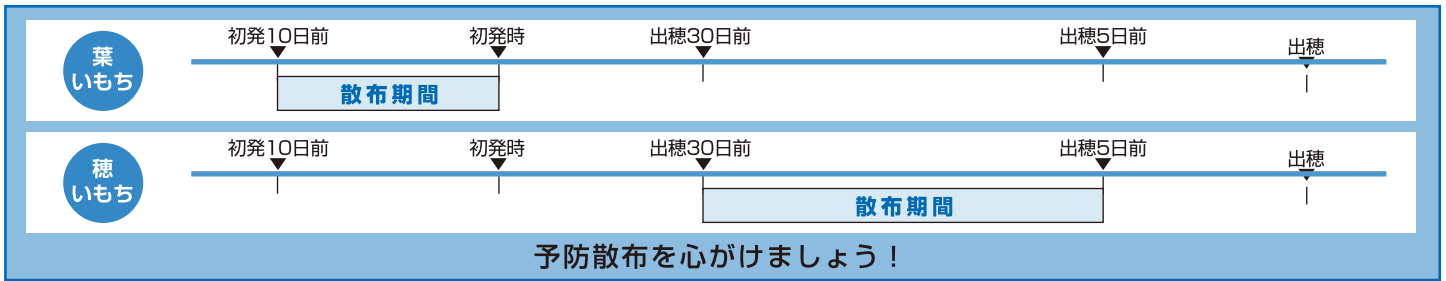 葉
いもち
初発10日前 初発時 出穂30日前 出穂5日前 出穂
散布期間
穂
いもち
初発10日前 初発時 出穂30日前 出穂5日前 出穂
散布期間
予防散布を心がけましょう！